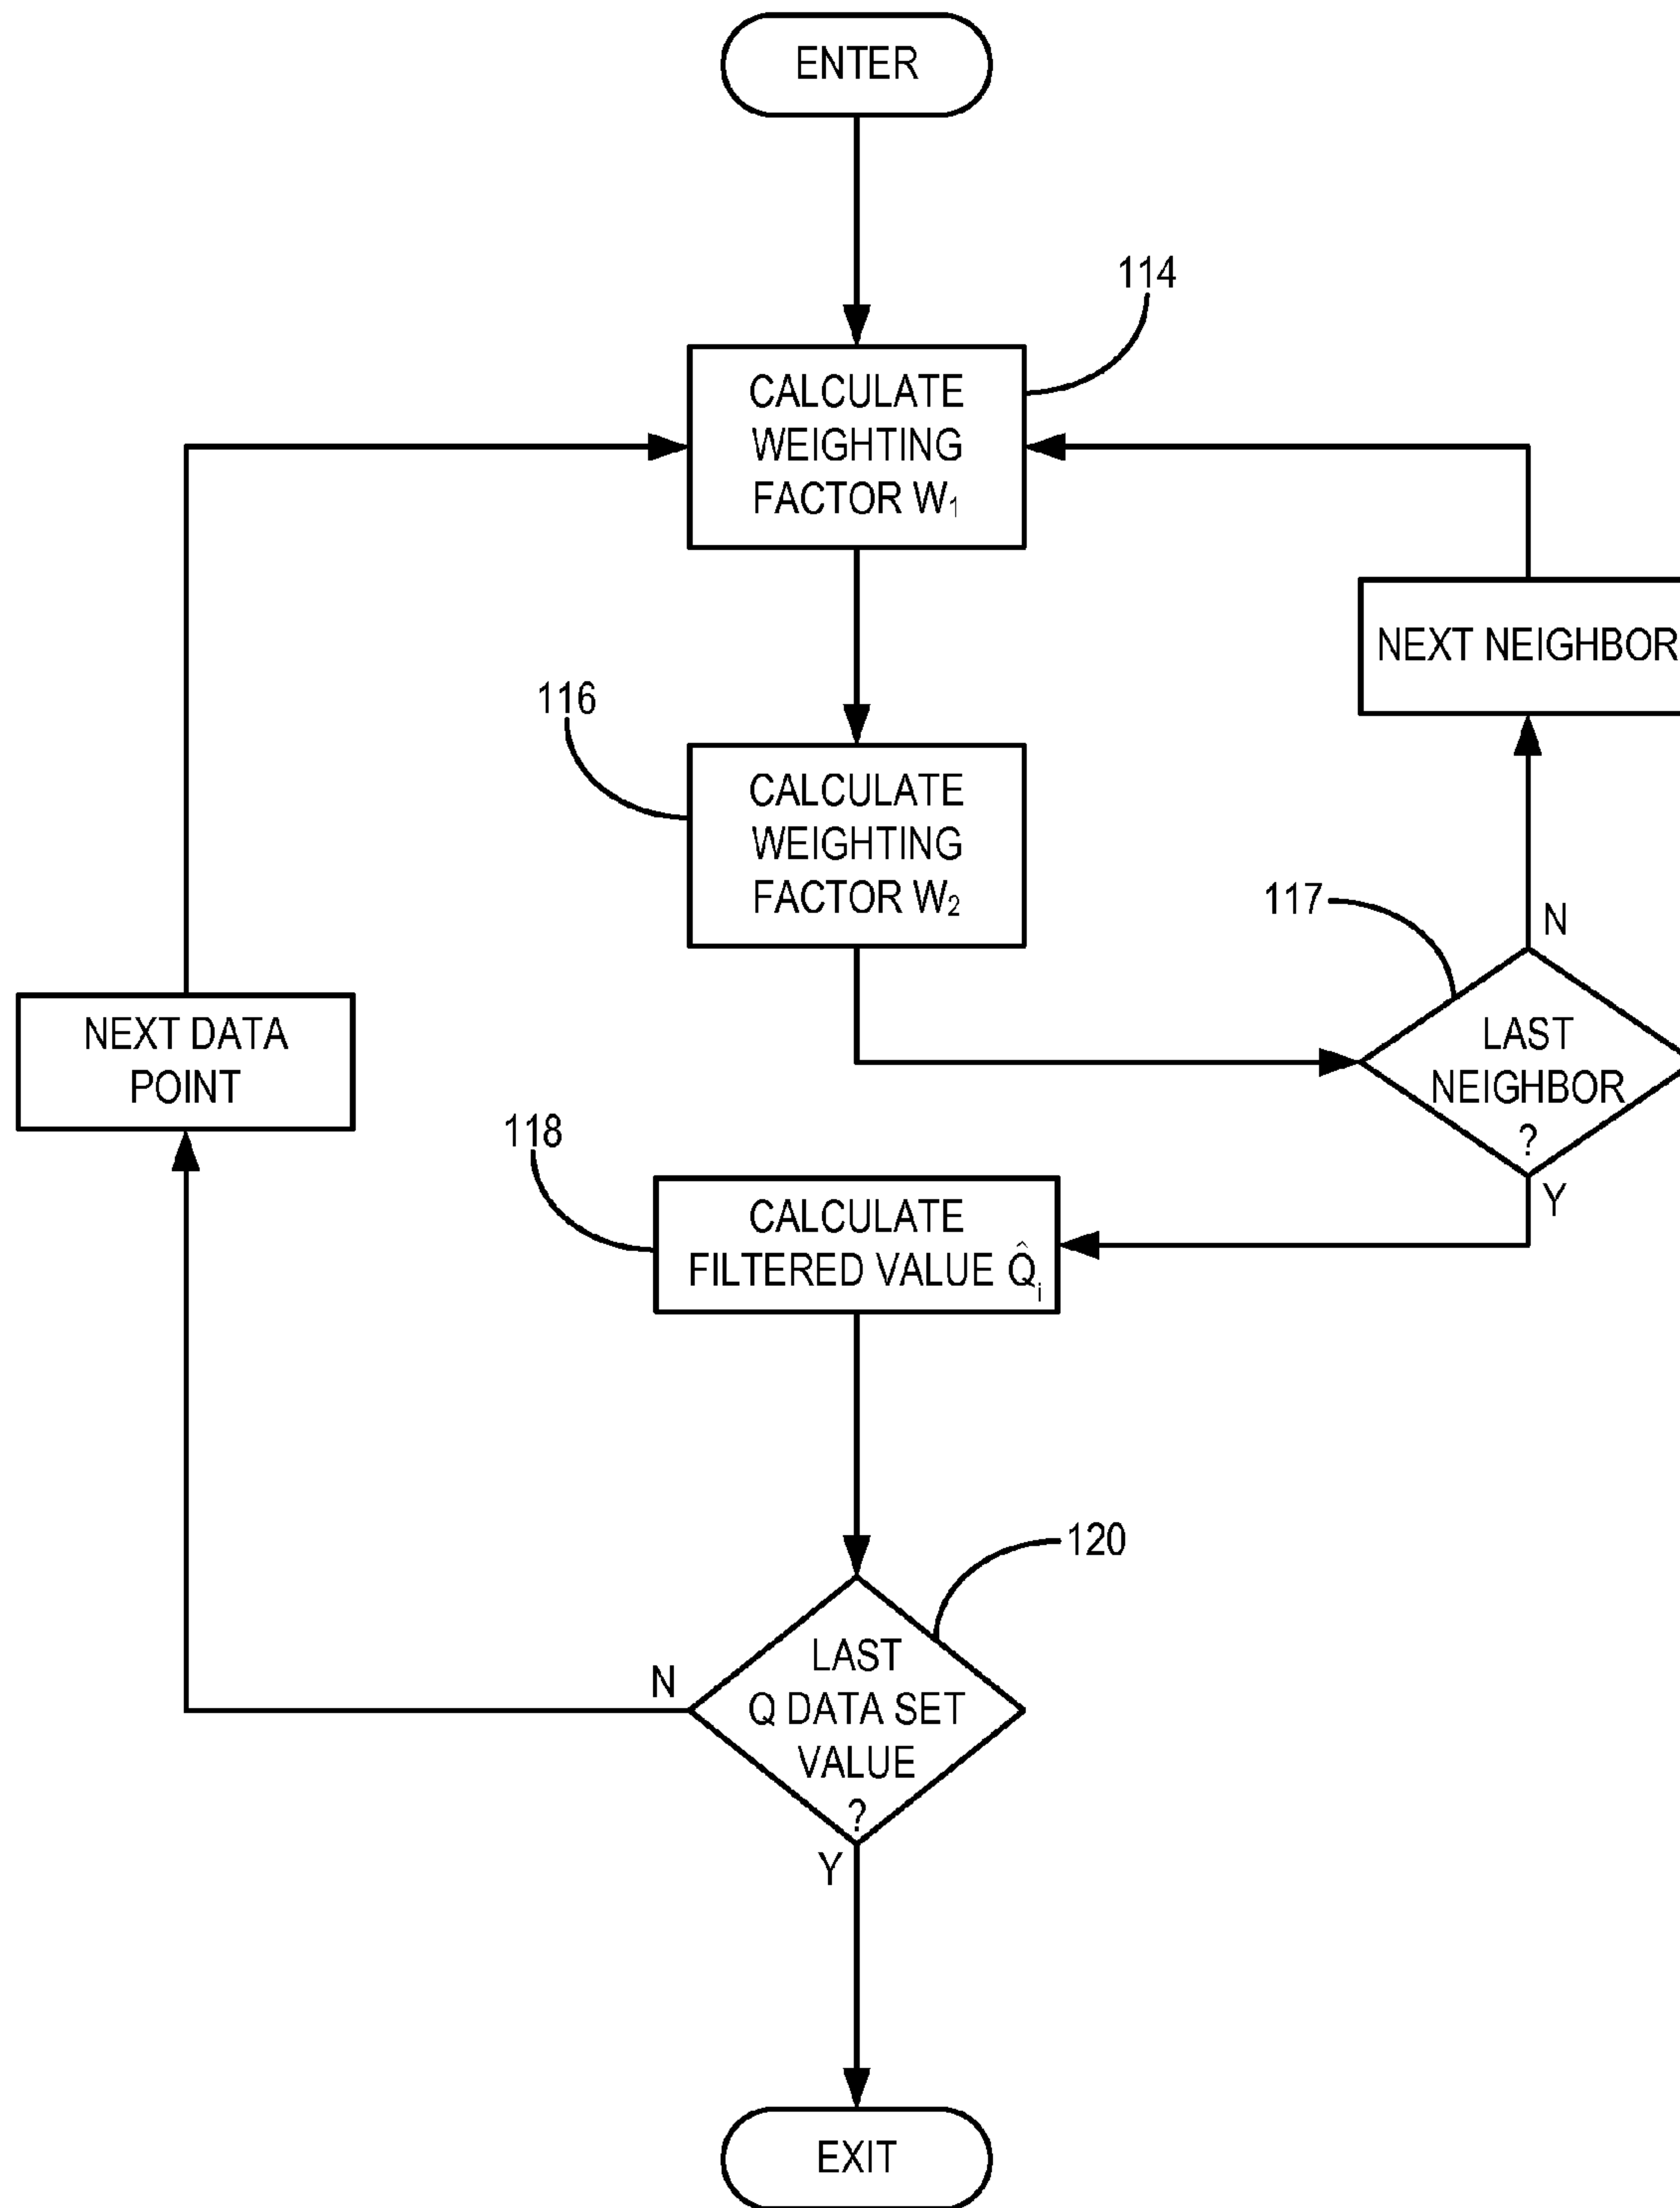 ENTER
114
CALCULATE
WEIGHTING
FACTOR W₁
NEXT NEIGHBOR
116
CALCULATE
WEIGHTING
FACTOR W₂
117
N
LAST
NEIGHBOR
?
Y
NEXT DATA
POINT
118
CALCULATE
FILTERED VALUE Q̂ᵢ
120
LAST
Q DATA SET
VALUE
?
N
Y
EXIT